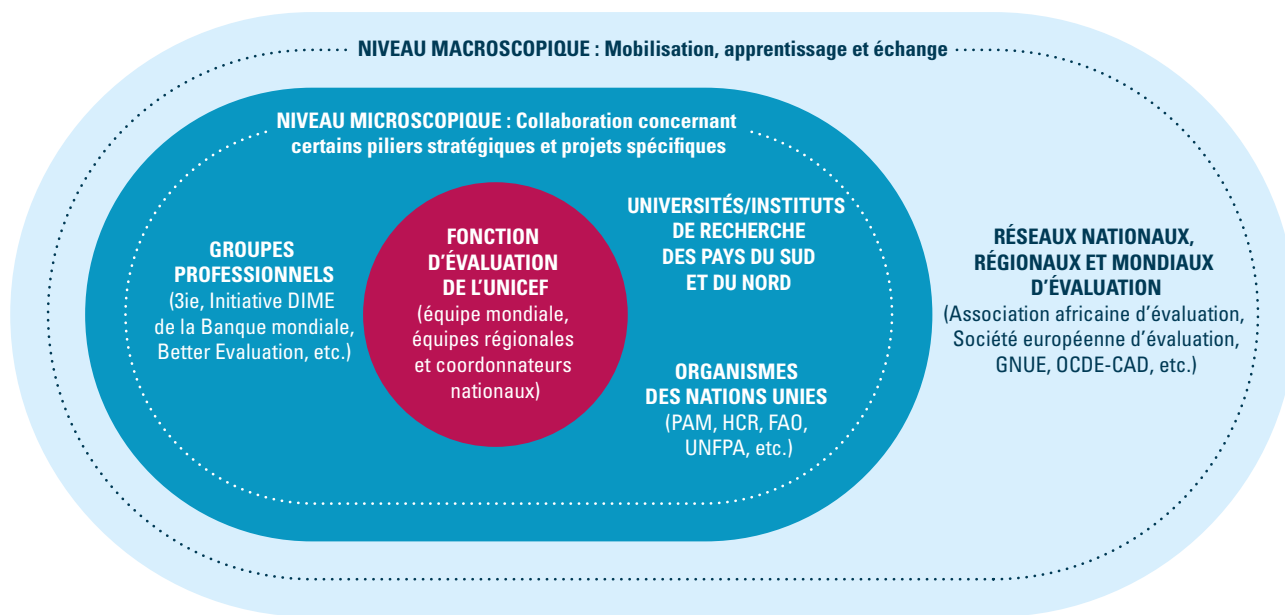 NIVEAU MACROSCOPIQUE : Mobilisation, apprentissage et échange
NIVEAU MICROSCOPIQUE : Collaboration concernant
certains piliers stratégiques et projets spécifiques
GROUPES
PROFESSIONNELS
(3ie, Initiative DIME
de la Banque mondiale,
Better Evaluation, etc.)
FONCTION
D’ÉVALUATION
DE L’UNICEF
(équipe mondiale,
équipes régionales
et coordonnateurs
nationaux)
UNIVERSITÉS/INSTITUTS
DE RECHERCHE
DES PAYS DU SUD
ET DU NORD
ORGANISMES
DES NATIONS UNIES
(PAM, HCR, FAO,
UNFPA, etc.)
RÉSEAUX NATIONAUX,
RÉGIONAUX ET MONDIAUX
D’ÉVALUATION
(Association africaine d’évaluation,
Société européenne d’évaluation,
GNUE, OCDE-CAD, etc.)